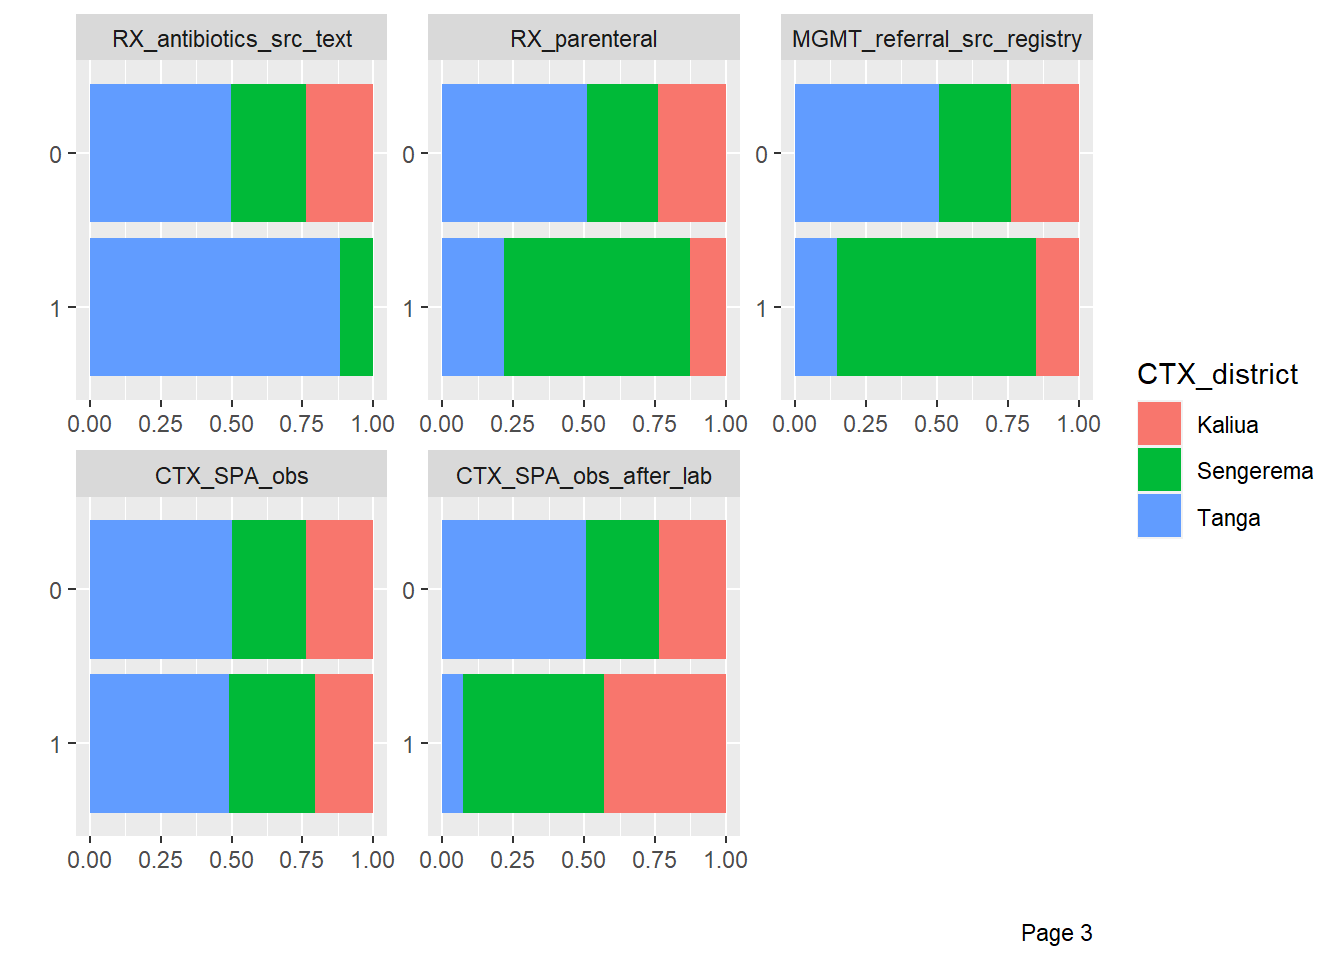 RX_antibiotics_src_text RX_parenteral MGMT_referral_src_registry
0 0 0
1 1 1
0.00 0.25 0.50 0.75 1.00 0.00 0.25 0.50 0.75 1.00 0.00 0.25 0.50 0.75 1.00
CTX_district
Kaliua
Sengerema
Tanga
CTX_SPA_obs CTX_SPA_obs_after_lab
0 0
1 1
0.00 0.25 0.50 0.75 1.00 0.00 0.25 0.50 0.75 1.00
Page 3